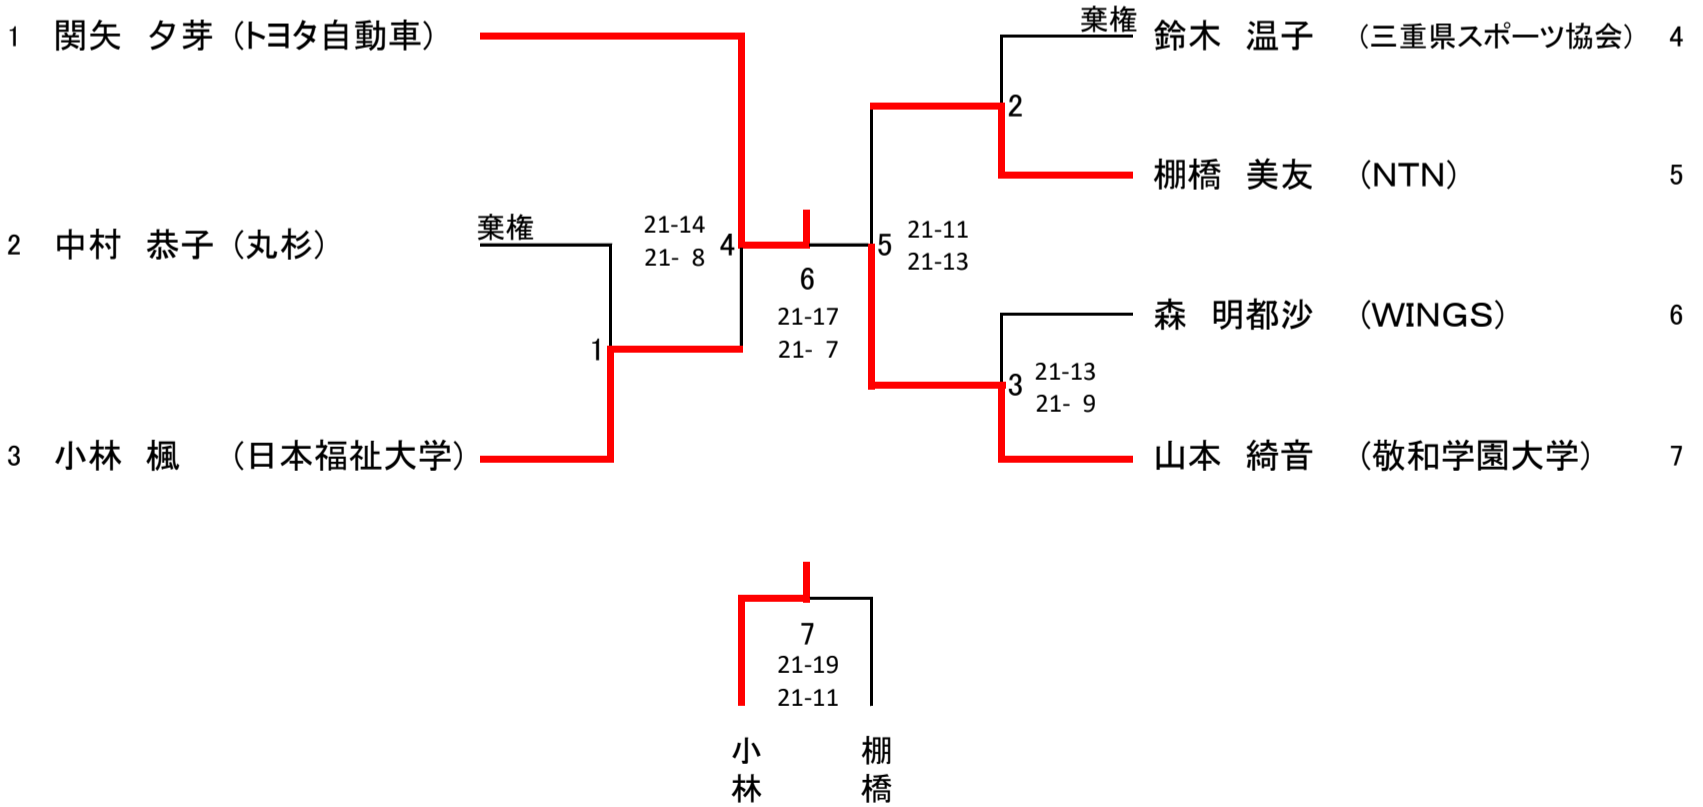 1 関矢 夕芽 (トヨタ自動車)
棄権 鈴木 温子 (三重県スポーツ協会) 4
2
棚橋 美友 (NTN) 5
2 中村 恭子 (丸杉) 棄権
21-14
21- 8
4
5
21-11
21-13
6
21-17
21- 7
森 明都沙 (WINGS) 6
1
3
21-13
21- 9
3 小林 楓 (日本福祉大学)
山本 綺音 (敬和学園大学) 7
7
21-19
21-11
小林
棚橋